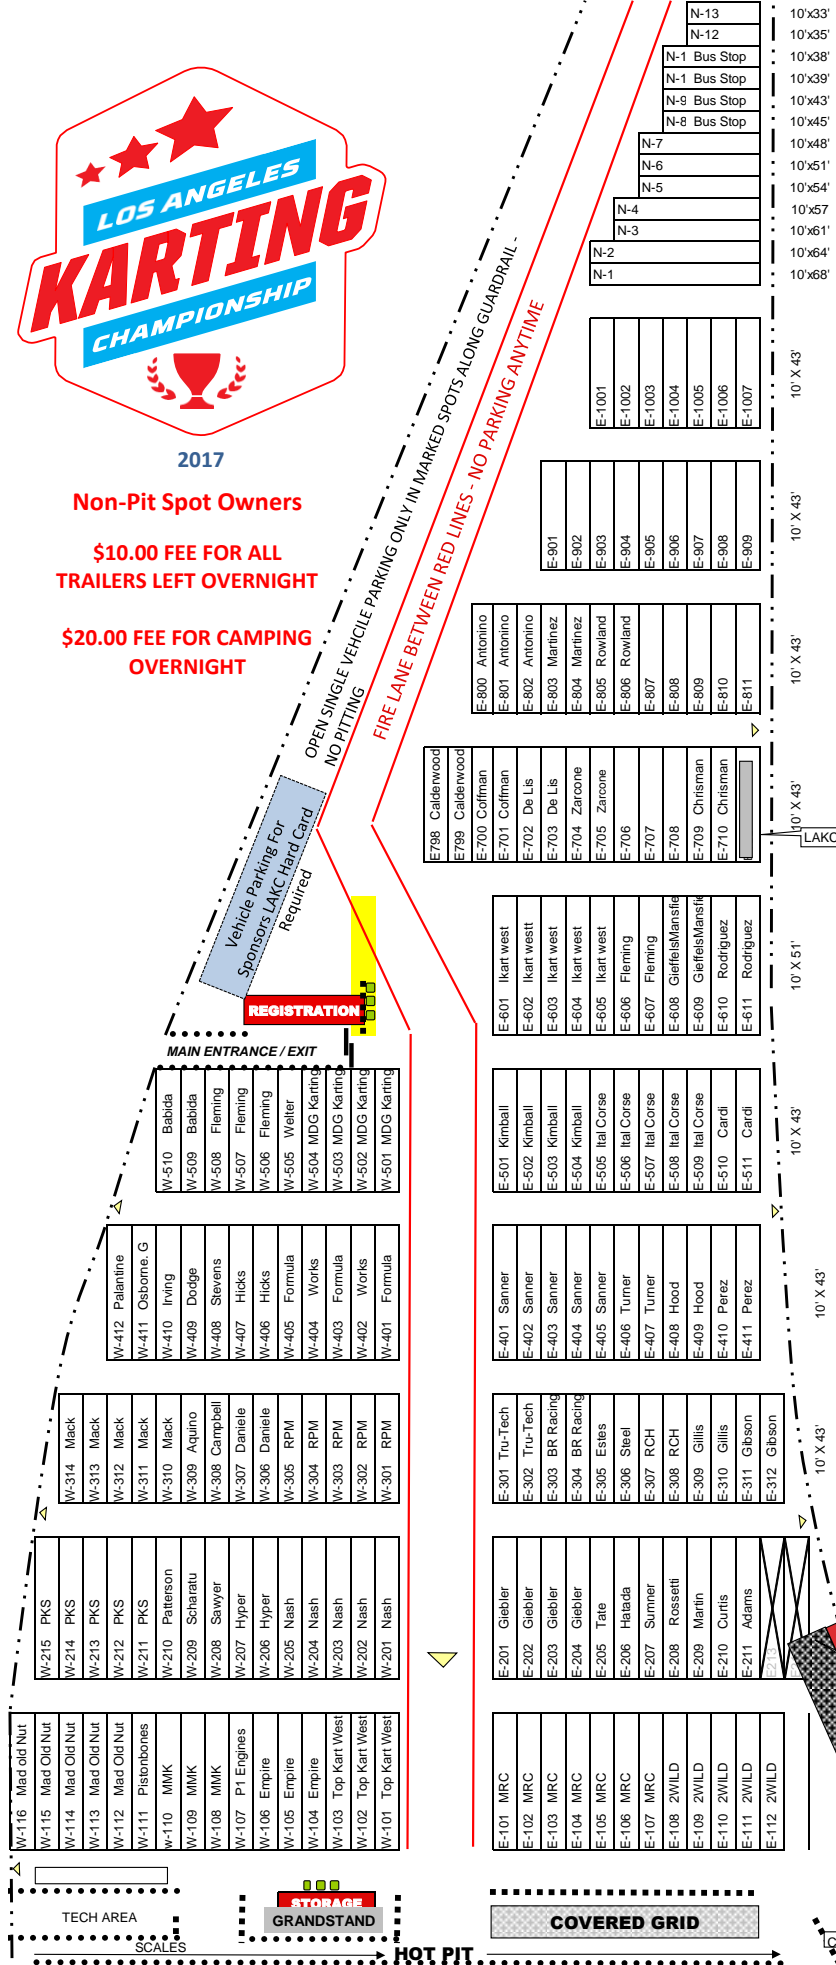 N-13 10'x33'
N-12 10'x35'
N-1 Bus Stop 10'x38'
N-1 Bus Stop 10'x39'
N-9 Bus Stop 10'x43'
N-8 Bus Stop 10'x45'
N-7 10'x48'
N-6 10'x51'
N-5 10'x54'
N-4 10'x57
N-3 10'x61'
N-2 10'x64'
N-1 10'x68'
LOS ANGELES
KARTING
CHAMPIONSHIP
2017
Non-Pit Spot Owners
$10.00 FEE FOR ALL
TRAILERS LEFT OVERNIGHT
$20.00 FEE FOR CAMPING
OVERNIGHT
OPEN SINGLE VEHCILE PARKING ONLY IN MARKED SPOTS ALONG GUARDRAIL -
NO PITTING
FIRE LANE BETWEEN RED LINES - NO PARKING ANYTIME
E-1001
E-1002
E-1003
E-1004
E-1005
E-1006
E-1007
10' X 43'
E-901
E-902
E-903
E-904
E-905
E-906
E-907
E-908
E-909
10' X 43'
E-800 Antonino
E-801 Antonino
E-802 Antonino
E-803 Martinez
E-804 Martinez
E-805 Rowland
E-806 Rowland
E-807
E-808
E-809
E-810
E-811
10' X 43'
E798 Calderwood
E799 Calderwood
E-700 Coffman
E-701 Coffman
E-702 De Lis
E-703 De Lis
E-704 Zarcone
E-705 Zarcone
E-706
E-707
E-708
E-709 Chrisman
E-710 Chrisman
10' X 43'
LAKC
Vehicle Parking For
Sponsors LAKC Hard Card
Required
E-601 Ikart west
E-602 Ikart westt
E-603 Ikart west
E-604 Ikart west
E-605 Ikart west
E-606 Fleming
E-607 Fleming
E-608 GieffelsMansfie
E-609 GieffelsMansfie
E-610 Rodriguez
E-611 Rodriguez
10' X 51'
REGISTRATION
MAIN ENTRANCE / EXIT
W-510 Babida
W-509 Babida
W-508 Fleming
W-507 Fleming
W-506 Fleming
W-505 Welter
W-504 MDG Karting
W-503 MDG Karting
W-502 MDG Karting
W-501 MDG Karting
E-501 Kimball
E-502 Kimball
E-503 Kimball
E-504 Kimball
E-505 Ital Corse
E-506 Ital Corse
E-507 Ital Corse
E-508 Ital Corse
E-509 Ital Corse
E-510 Cardi
E-511 Cardi
10' X 43'
W-412 Palantine
W-411 Osborne. G
W-410 Irving
W-409 Dodge
W-408 Stevens
W-407 Hicks
W-406 Hicks
W-405 Formula
W-404 Works
W-403 Formula
W-402 Works
W-401 Formula
E-401 Sanner
E-402 Sanner
E-403 Sanner
E-404 Sanner
E-405 Sanner
E-406 Turner
E-407 Turner
E-408 Hood
E-409 Hood
E-410 Perez
E-411 Perez
10' X 43'
W-314 Mack
W-313 Mack
W-312 Mack
W-311 Mack
W-310 Mack
W-309 Aquino
W-308 Campbell
W-307 Daniele
W-306 Daniele
W-305 RPM
W-304 RPM
W-303 RPM
W-302 RPM
W-301 RPM
E-301 Tru-Tech
E-302 Tru-Tech
E-303 BR Racing
E-304 BR Racing
E-305 Estes
E-306 Steel
E-307 RCH
E-308 RCH
E-309 Gillis
E-310 Gillis
E-311 Gibson
E-312 Gibson
10' X 43'
W-215 PKS
W-214 PKS
W-213 PKS
W-212 PKS
W-211 PKS
W-210 Patterson
W-209 Scharatu
W-208 Sawyer
W-207 Hyper
W-206 Hyper
W-205 Nash
W-204 Nash
W-203 Nash
W-202 Nash
W-201 Nash
E-201 Giebler
E-202 Giebler
E-203 Giebler
E-204 Giebler
E-205 Tate
E-206 Hatada
E-207 Sumner
E-208 Rossetti
E-209 Martin
E-210 Curtis
E-211 Adams
E213
W-116 Mad old Nut
W-115 Mad Old Nut
W-114 Mad Old Nut
W-113 Mad Old Nut
W-112 Mad Old Nut
W-111 Pistonbones
w-110 MMK
W-109 MMK
W-108 MMK
W-107 P1 Engines
W-106 Empire
W-105 Empire
W-104 Empire
W-103 Top Kart West
W-102 Top Kart West
W-101 Top Kart West
E-101 MRC
E-102 MRC
E-103 MRC
E-104 MRC
E-105 MRC
E-106 MRC
E-107 MRC
E-108 2WILD
E-109 2WILD
E-110 2WILD
E-111 2WILD
E-112 2WILD
TECH AREA
STORAGE
GRANDSTAND
COVERED GRID
SCALES
HOT PIT